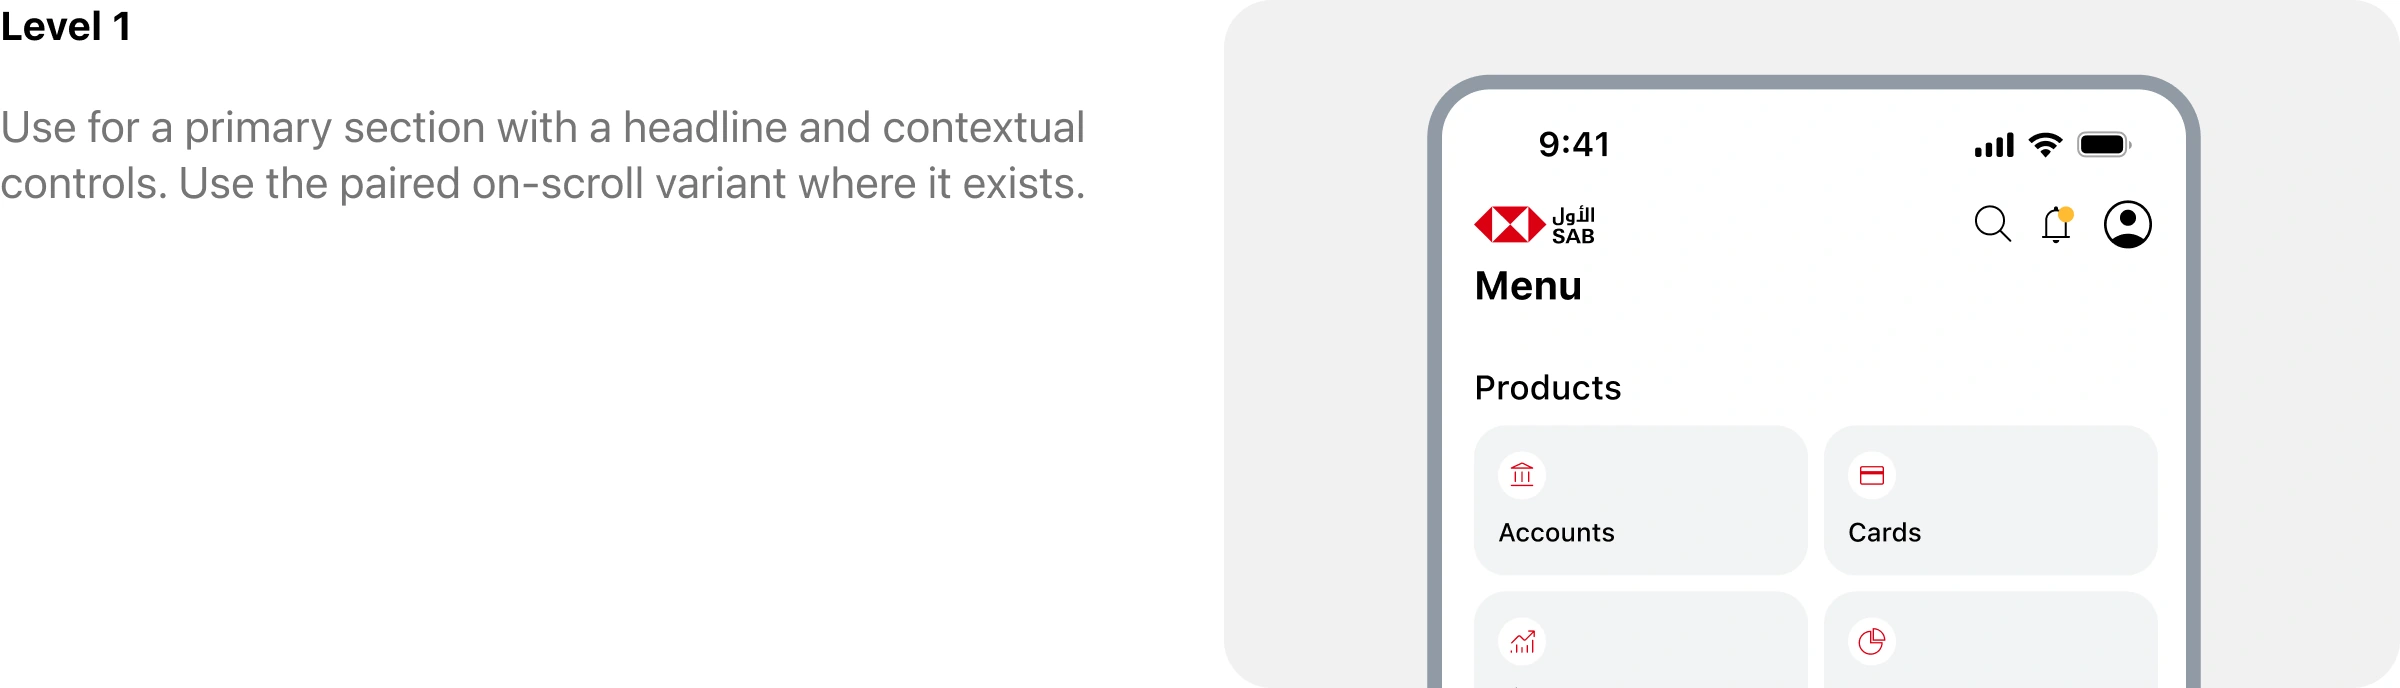 Level 1
Use for a primary section with a headline and contextual
controls. Use the paired on-scroll variant where it exists.
9:41
الأول
SAB
Menu
Products
Accounts
Cards